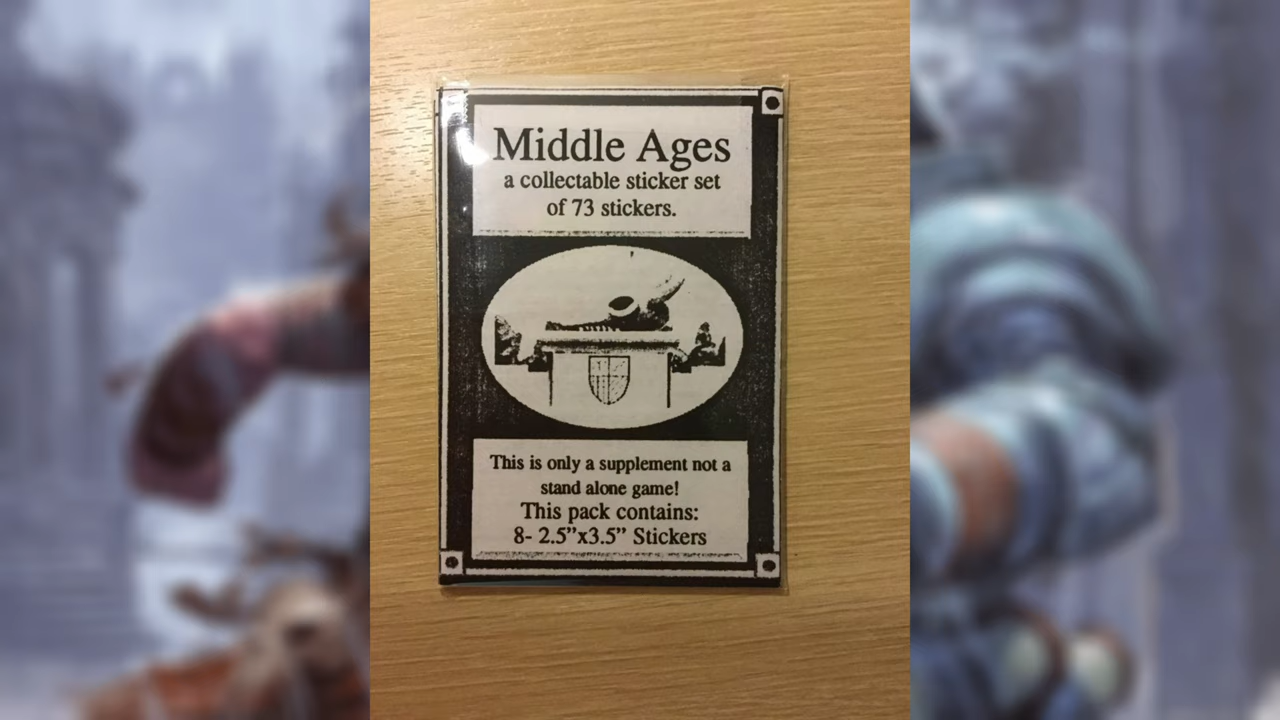 Middle Ages
a collectable sticker set
of 73 stickers.
This is only a supplement not a
stand alone game!
This pack contains:
8- 2.5”x3.5” Stickers